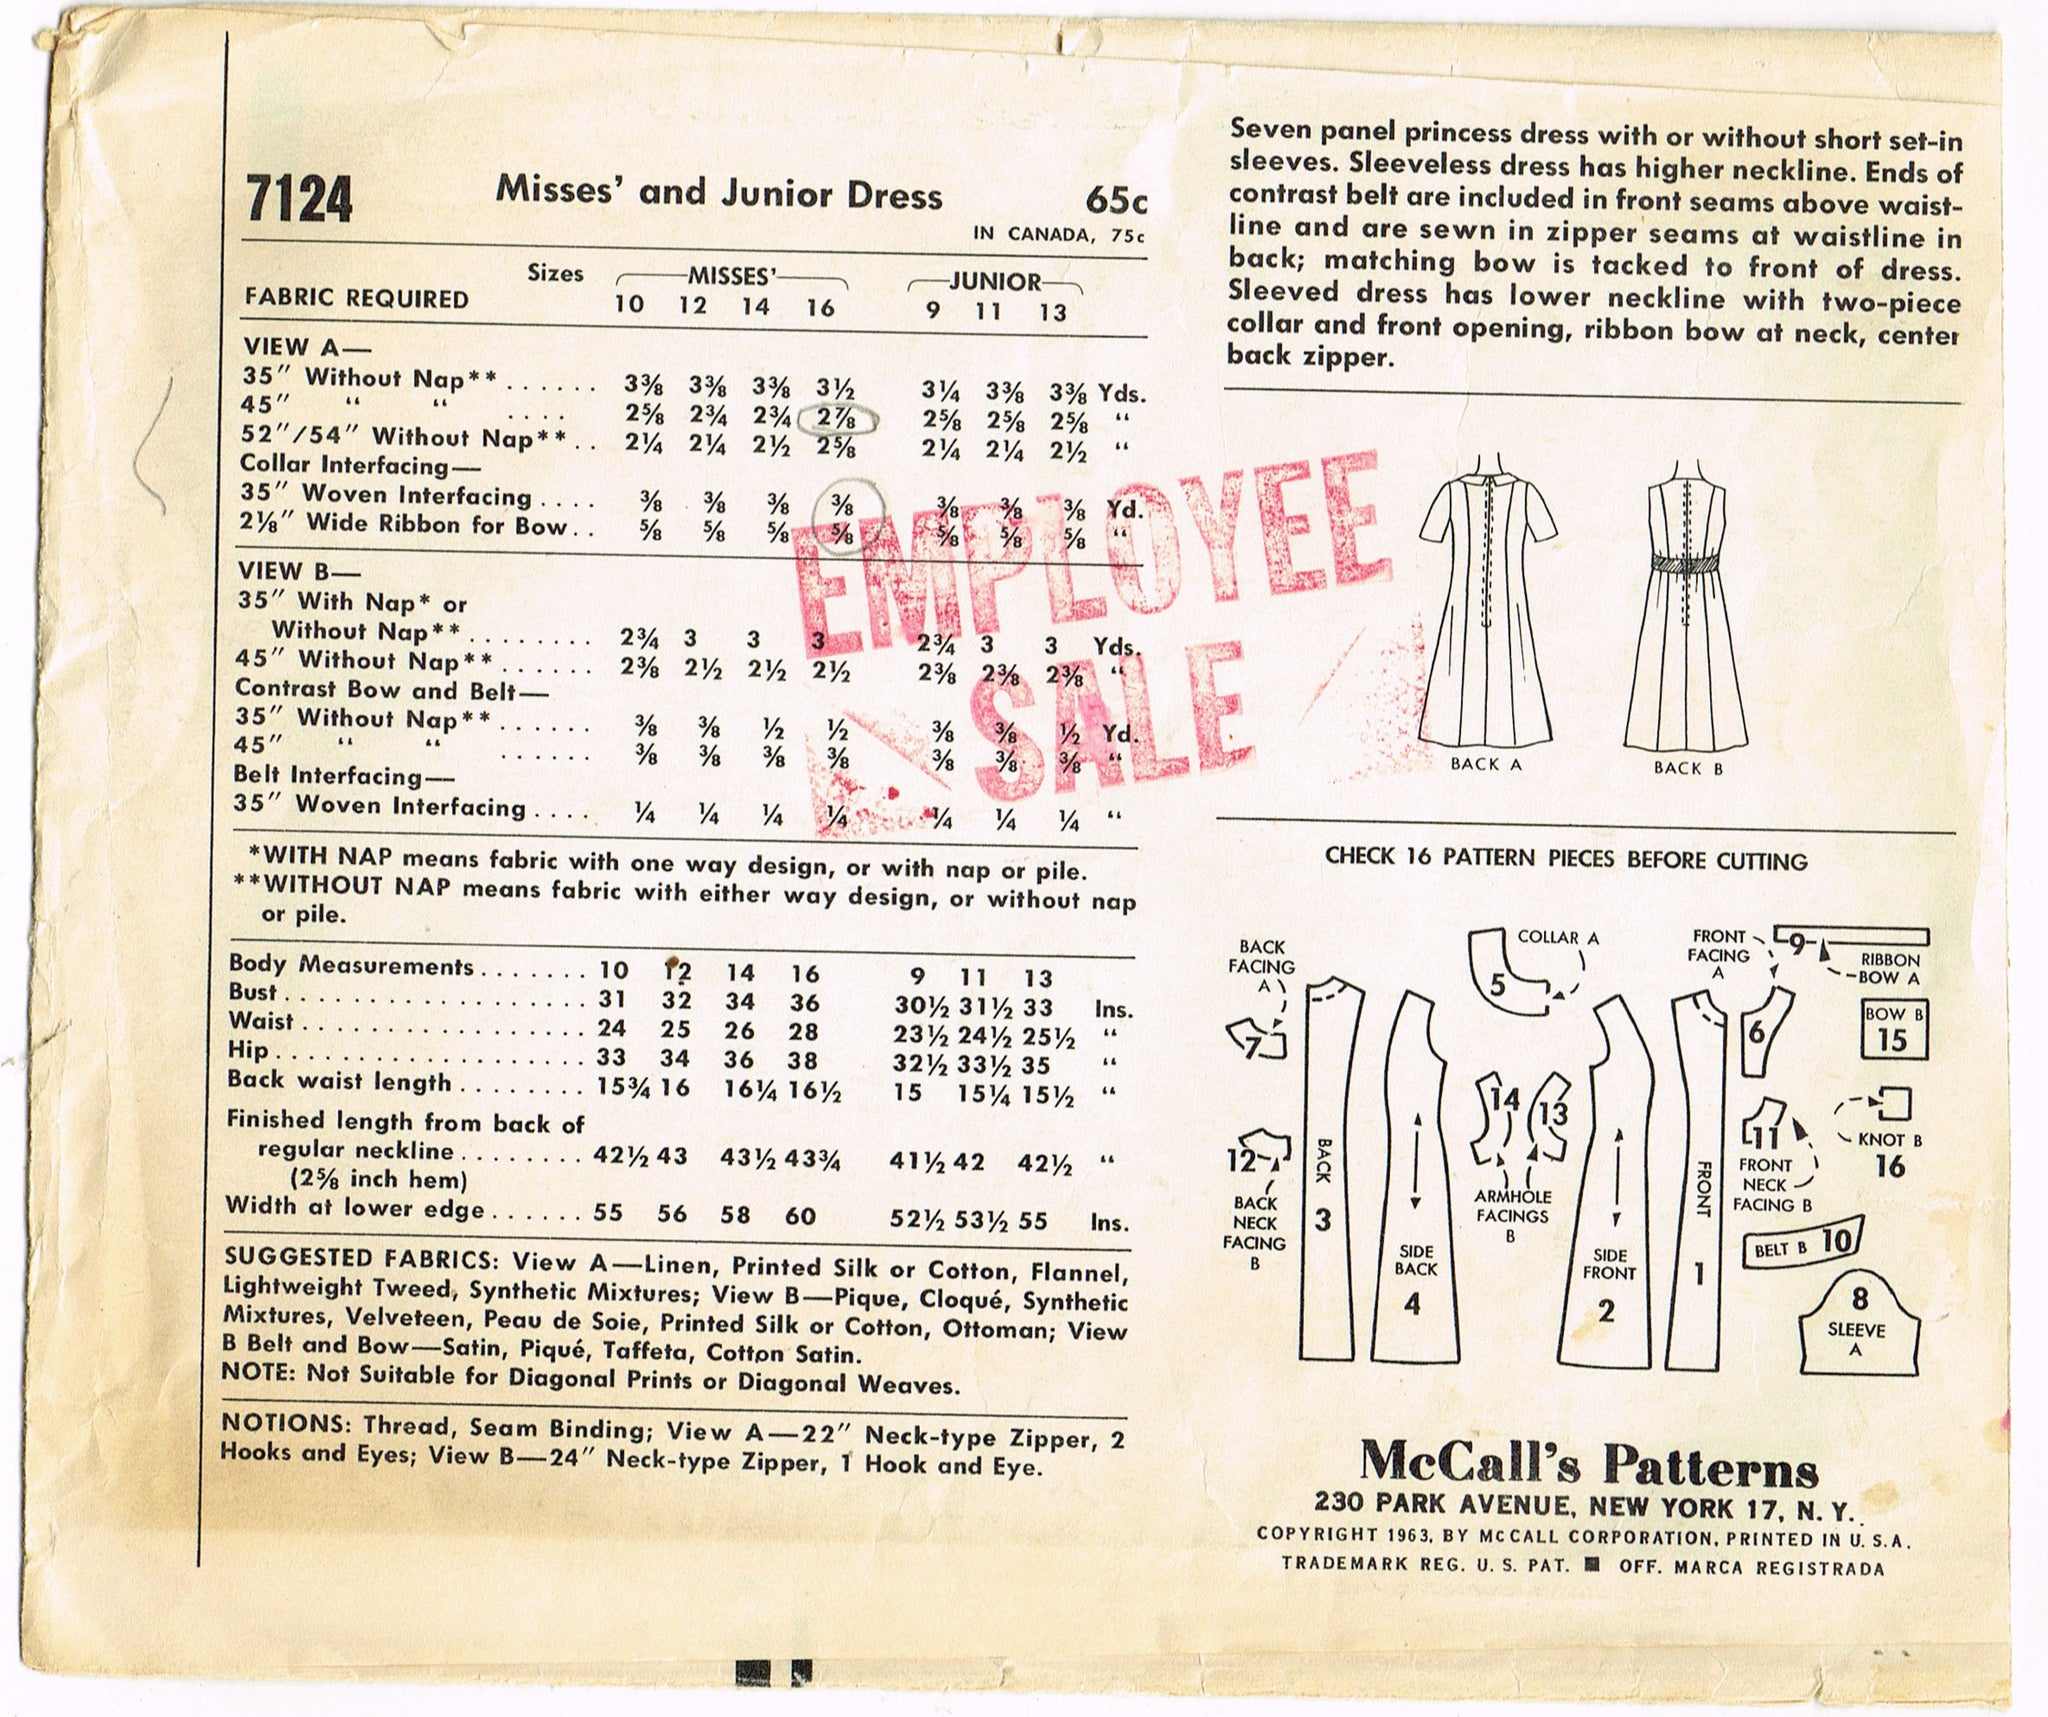 7124 Misses’ and Junior Dress 65c
IN CANADA, 75c
Sizes MISSES’ JUNIOR
FABRIC REQUIRED 10 12 14 16 9 11 13
VIEW A—
35″ Without Nap** ...... 3⅜ 3⅜ 3⅜ 3½ 3¼ 3⅜ 3⅜ Yds.
45″ “ “ .... 2⅝ 2¾ 2¾ 2⅞ 2⅝ 2⅝ 2⅝ “
52″/54″ Without Nap** .. 2¼ 2¼ 2½ 2⅝ 2¼ 2¼ 2½ “
Collar Interfacing—
35″ Woven Interfacing .... ⅜ ⅜ ⅜ ⅜ ⅜ ⅜ ⅜ Yd.
2⅛″ Wide Ribbon for Bow .. ⅝ ⅝ ⅝ ⅝ ⅝ ⅝ ⅝ “
VIEW B—
35″ With Nap* or
Without Nap** ........ 2¾ 3 3 3 2¾ 3 3 Yds.
45″ Without Nap** ...... 2⅜ 2½ 2½ 2½ 2⅜ 2⅜ 2⅜ “
Contrast Bow and Belt—
35″ Without Nap** ...... ⅜ ⅜ ½ ½ ⅜ ⅜ ½ Yd.
45″ “ “ ...... ⅜ ⅜ ⅜ ⅜ ⅜ ⅜ ⅜ “
Belt Interfacing—
35″ Woven Interfacing .... ¼ ¼ ¼ ¼ ¼ ¼ ¼ “
EMPLOYEE
SALE
*WITH NAP means fabric with one way design, or with nap or pile.
**WITHOUT NAP means fabric with either way design, or without nap
or pile.
Body Measurements ....... 10 12 14 16 9 11 13
Bust ................... 31 32 34 36 30½ 31½ 33 Ins.
Waist .................. 24 25 26 28 23½ 24½ 25½ “
Hip .................... 33 34 36 38 32½ 33½ 35 “
Back waist length ........ 15¾ 16 16¼ 16½ 15 15¼ 15½ “
Finished length from back of
regular neckline ........ 42½ 43 43½ 43¾ 41½ 42 42½ “
(2⅝ inch hem)
Width at lower edge ...... 55 56 58 60 52½ 53½ 55 Ins.
SUGGESTED FABRICS: View A—Linen, Printed Silk or Cotton, Flannel,
Lightweight Tweed, Synthetic Mixtures; View B—Pique, Cloqué, Synthetic
Mixtures, Velveteen, Peau de Soie, Printed Silk or Cotton, Ottoman; View
B Belt and Bow—Satin, Piqué, Taffeta, Cotton Satin.
NOTE: Not Suitable for Diagonal Prints or Diagonal Weaves.
NOTIONS: Thread, Seam Binding; View A—22″ Neck-type Zipper, 2
Hooks and Eyes; View B—24″ Neck-type Zipper, 1 Hook and Eye.
Seven panel princess dress with or without short set-in
sleeves. Sleeveless dress has higher neckline. Ends of
contrast belt are included in front seams above waist-
line and are sewn in zipper seams at waistline in
back; matching bow is tacked to front of dress.
Sleeved dress has lower neckline with two-piece
collar and front opening, ribbon bow at neck, center
back zipper.
BACK A
BACK B
CHECK 16 PATTERN PIECES BEFORE CUTTING
BACK
FACING
A
7
COLLAR A
5
FRONT
FACING
A
6
9
RIBBON
BOW A
BOW B
15
14
13
ARMHOLE
FACINGS
B
11
FRONT
NECK
FACING B
KNOT B
16
12
BACK
NECK
FACING
B
BACK
3
SIDE
BACK
4
SIDE
FRONT
2
FRONT
1
BELT B 10
8
SLEEVE
A
McCall’s Patterns
230 PARK AVENUE, NEW YORK 17, N. Y.
COPYRIGHT 1963, BY McCALL CORPORATION, PRINTED IN U. S. A.
TRADEMARK REG. U. S. PAT. ■ OFF. MARCA REGISTRADA